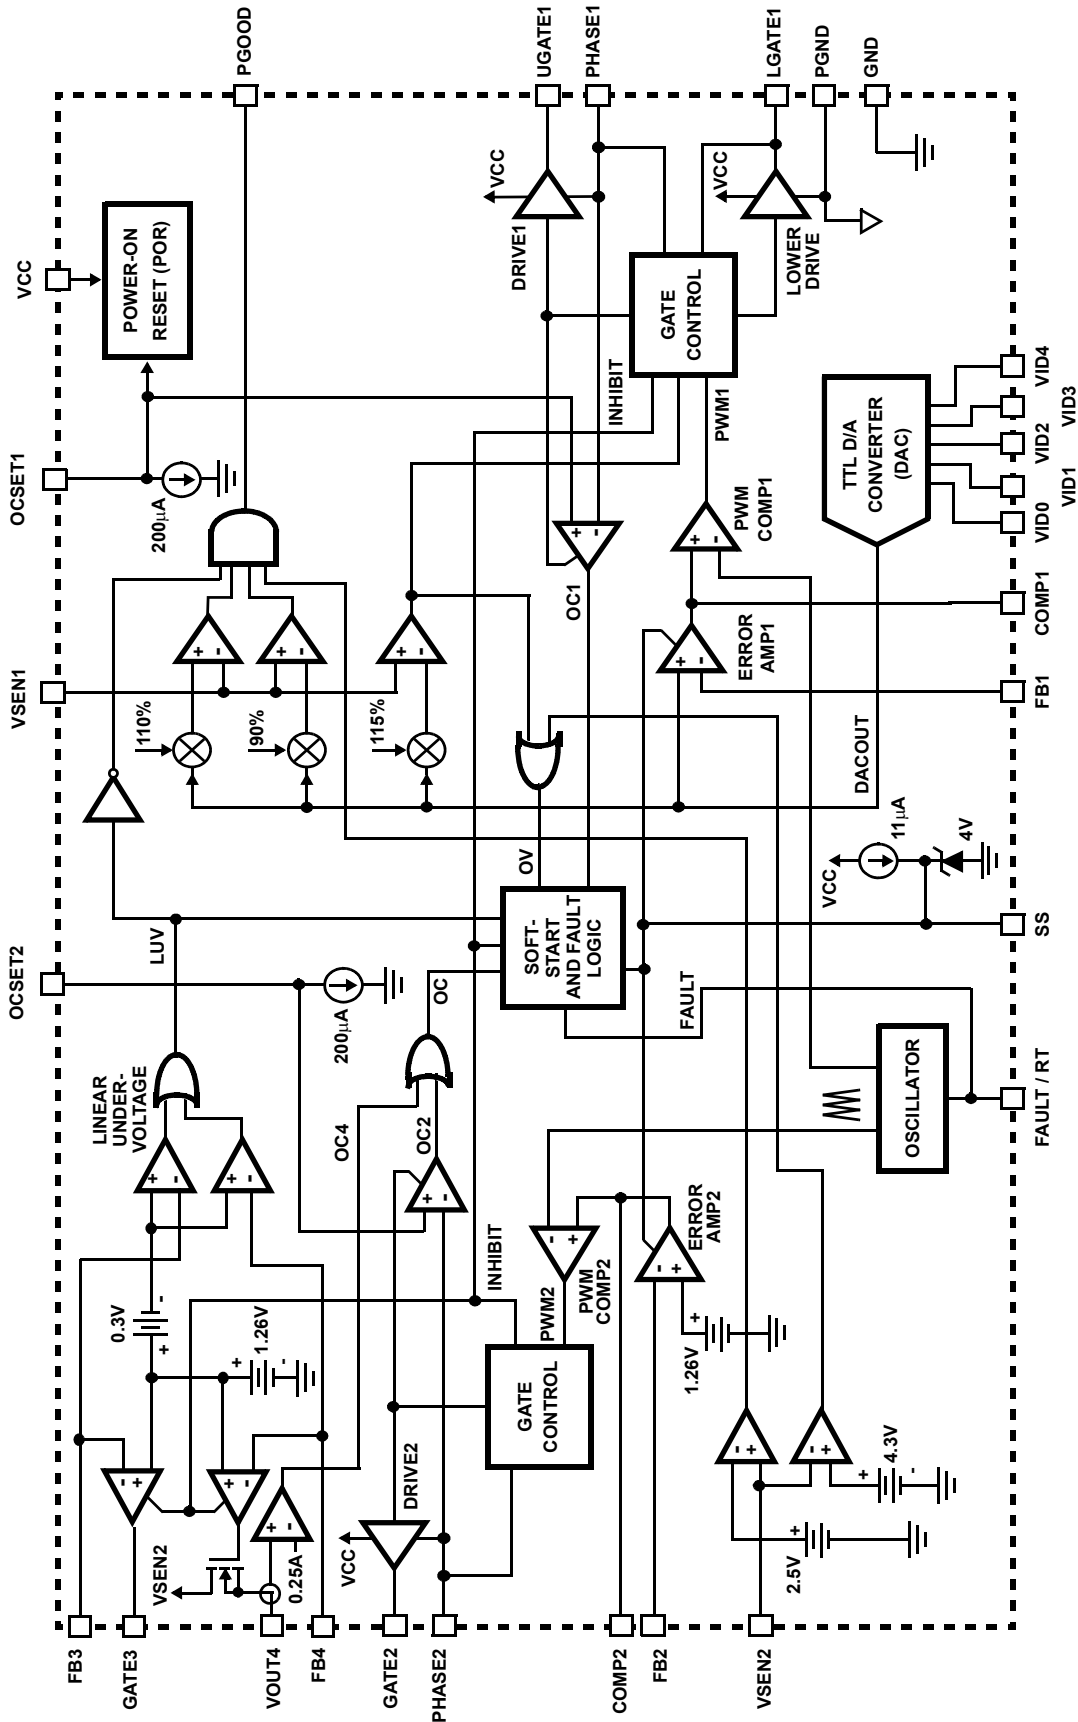 VSEN1
OCSET1
VCC
OCSET2
PGOOD
UGATE1
PHASE1
LGATE1
PGND
GND
VID4
VID3
VID2
VID1
VID0
COMP1
FB1
SS
FAULT / RT
FB3
GATE3
VOUT4
FB4
GATE2
PHASE2
COMP2
FB2
VSEN2
POWER-ON
RESET (POR)
200µA
110%
90%
115%
+
-
+
-
+
-
LUV
LINEAR
UNDER-
VOLTAGE
+
-
+
-
0.3V
+
-
1.26V
+
-
-
+
+
-
VSEN2
0.25A
+
-
OC4
OC2
OC
+
-
200µA
INHIBIT
VCC
DRIVE2
GATE
CONTROL
PWM2
PWM
COMP2
-
+
ERROR
AMP2
-
+
1.26V
+
-
+
-
+
2.5V
+
4.3V
+
-
OSCILLATOR
FAULT
SOFT-
START
AND FAULT
LOGIC
OV
OC1
+
-
VCC
11µA
4V
DACOUT
ERROR
AMP1
+
-
PWM
COMP1
+
-
PWM1
INHIBIT
GATE
CONTROL
DRIVE1
VCC
VCC
LOWER
DRIVE
TTL D/A
CONVERTER
(DAC)